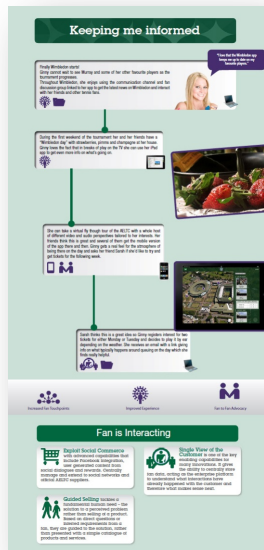 Keeping me informed
"I love that the Wimbledon app
keeps me up to date on my
favourite players."
Finally Wimbledon starts!
Ginny cannot wait to see Murray and some of her other favourite players as the
tournament progresses.
Throughout Wimbledon, she enjoys using the communication channel and fan
discussion group linked to her app to get the latest news on Wimbledon and interact
with her friends and other tennis fans.
During the first weekend of the tournament her and her friends have a
"Wimbledon day" with strawberries, pimms and champagne at her house.
Ginny loves the fact that in breaks of play on the TV she can use her iPad
app to get even more info on what's going on.
She can take a virtual fly though tour of the AELTC with a whole host
of different video and audio perspectives tailored to her interests. Her
friends think this is great and several of them get the mobile version
of the app there and then. Ginny gets a real feel for the atmosphere of
being there on the day and asks her friend Sarah if she'd like to try and
get tickets for the following week.
Sarah thinks this is a great idea so Ginny registers interest for two
tickets for either Monday or Tuesday and decides to play it by ear
depending on the weather. She receives an email with a link giving
info on what typically happens around queuing on the day which she
finds really helpful.
Increased Fan Touchpoints
Improved Experience
Fan to Fan Advocacy
Fan is Interacting
Exploit Social Commerce
with advanced capabilities that
include Facebook integration,
user generated content from
social dialogues and rewards. Centrally
manage and extend to social networks and
official AELTC suppliers.
Single View of the
Customer is one of the key
enabling capabilities for
many innovations. It gives
the ability to centrally store
fan data, acting as the enterprise platform
to understand what interactions have
already happened with the customer and
therefore what makes sense next.
Guided Selling tackles a
fundamental human need – the
solution to a perceived problem
rather than selling of a product.
Based on direct questions or
inferred requirements from a
fan, they are guided to the solution, rather
than presented with a simple catalogue of
products and services.